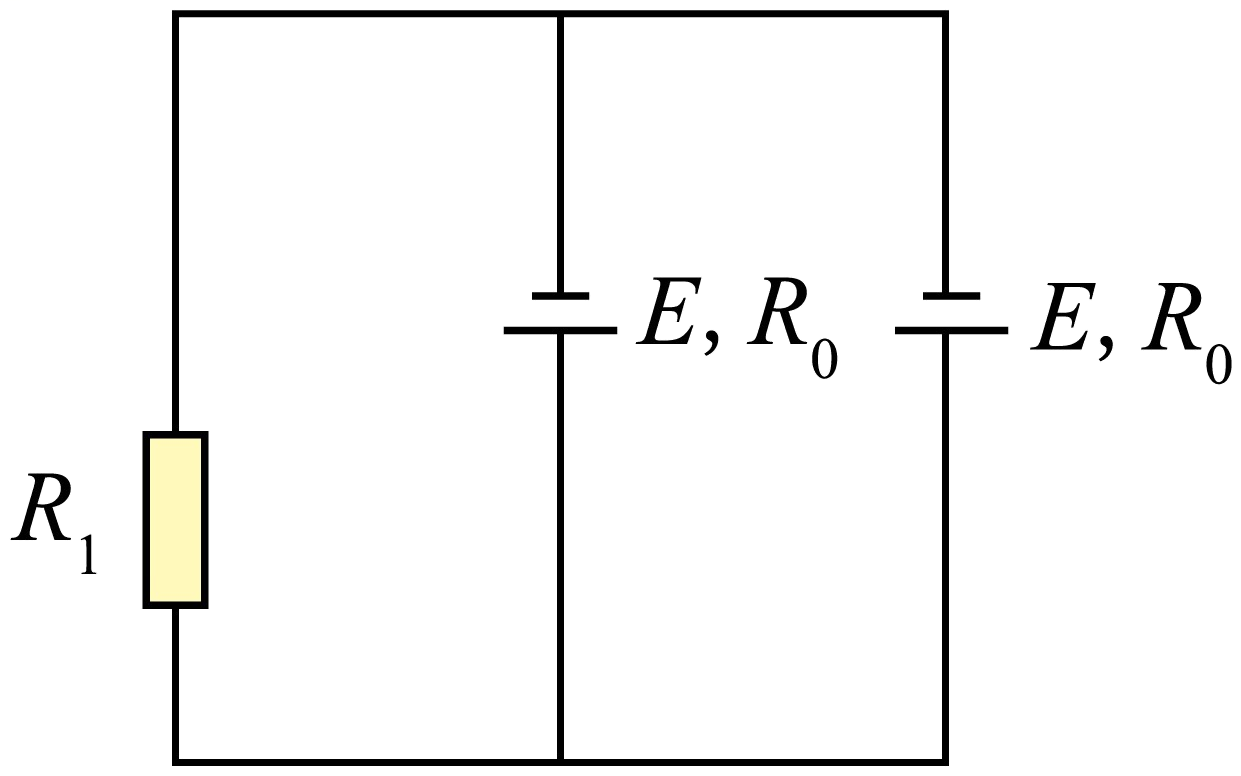 E, R₀
E, R₀
R₁